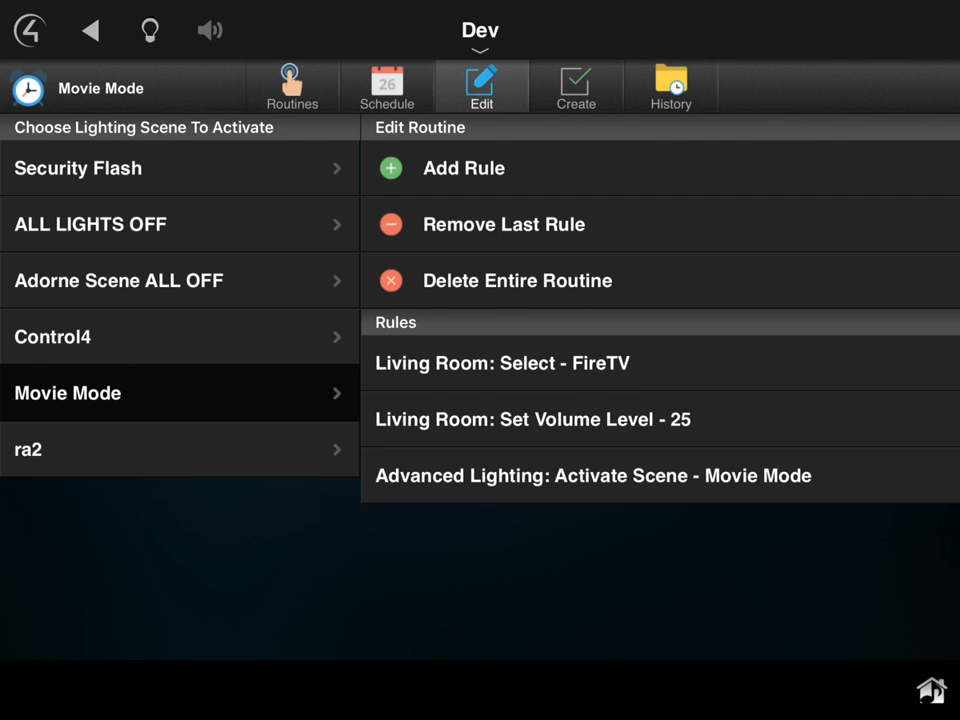 4
Dev
Movie Mode
Routines
26
Schedule
Edit
Create
History
Choose Lighting Scene To Activate
Security Flash
ALL LIGHTS OFF
Adorne Scene ALL OFF
Control4
Movie Mode
ra2
Edit Routine
Add Rule
Remove Last Rule
Delete Entire Routine
Rules
Living Room: Select - FireTV
Living Room: Set Volume Level - 25
Advanced Lighting: Activate Scene - Movie Mode